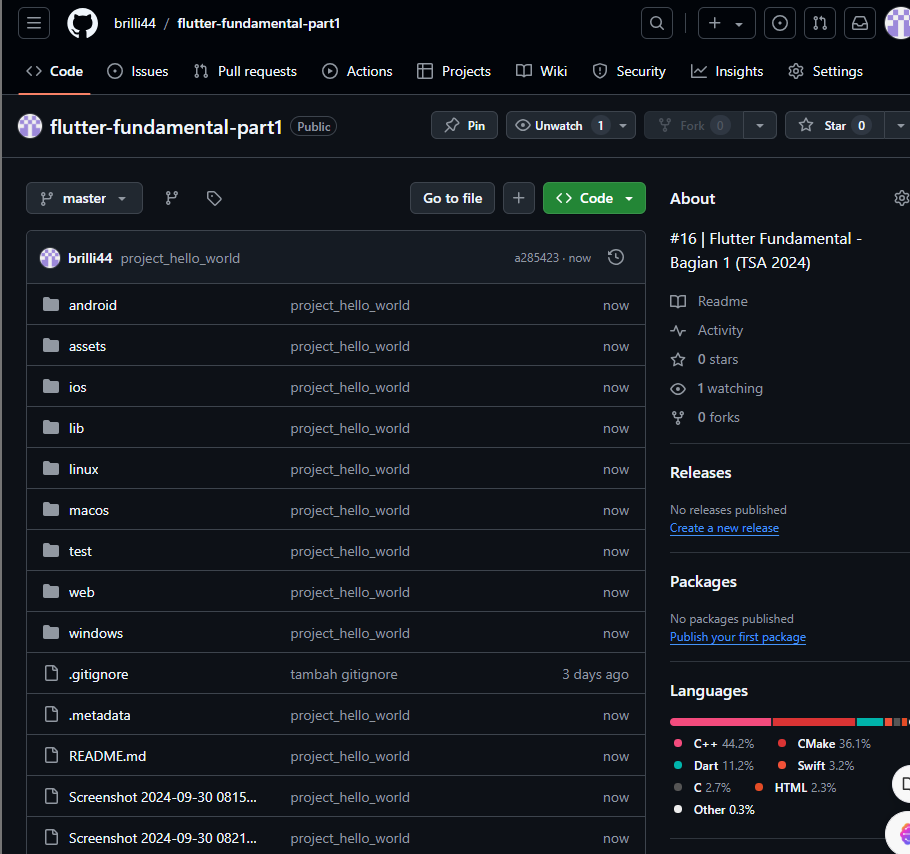 brilli44 / flutter-fundamental-part1
Code Issues Pull requests Actions Projects Wiki Security Insights Settings
flutter-fundamental-part1 Public
Pin Unwatch 1 Fork 0 Star 0
master Go to file Code
brilli44 project_hello_world a285423 · now
android project_hello_world now
assets project_hello_world now
ios project_hello_world now
lib project_hello_world now
linux project_hello_world now
macos project_hello_world now
test project_hello_world now
web project_hello_world now
windows project_hello_world now
.gitignore tambah gitignore 3 days ago
.metadata project_hello_world now
README.md project_hello_world now
Screenshot 2024-09-30 0815... project_hello_world now
Screenshot 2024-09-30 0821... project_hello_world now
About
#16 | Flutter Fundamental -
Bagian 1 (TSA 2024)
Readme
Activity
0 stars
1 watching
0 forks
Releases
No releases published
Create a new release
Packages
No packages published
Publish your first package
Languages
C++ 44.2% CMake 36.1%
Dart 11.2% Swift 3.2%
C 2.7% HTML 2.3%
Other 0.3%